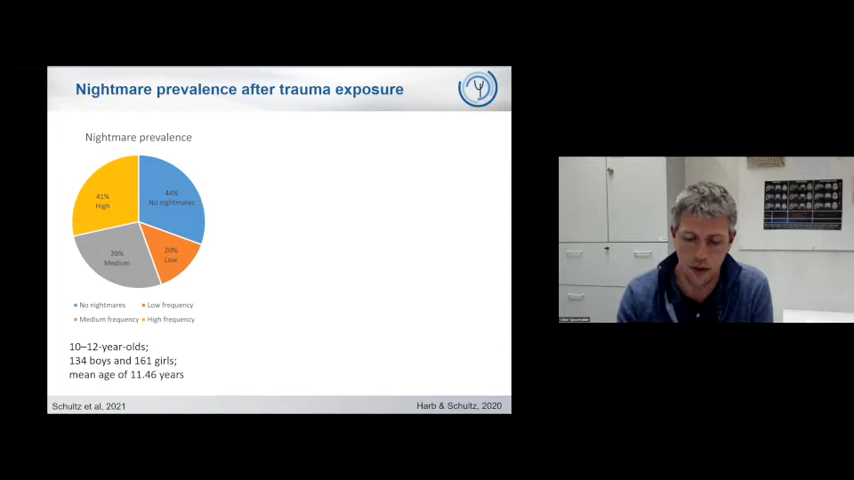 Nightmare prevalence after trauma exposure
Nightmare prevalence
44%
No nightmares
41%
High
20%
Low
39%
Medium
No nightmares
Low frequency
Medium frequency
High frequency
10–12-year-olds;
134 boys and 161 girls;
mean age of 11.46 years
Schultz et al, 2021
Harb & Schultz, 2020